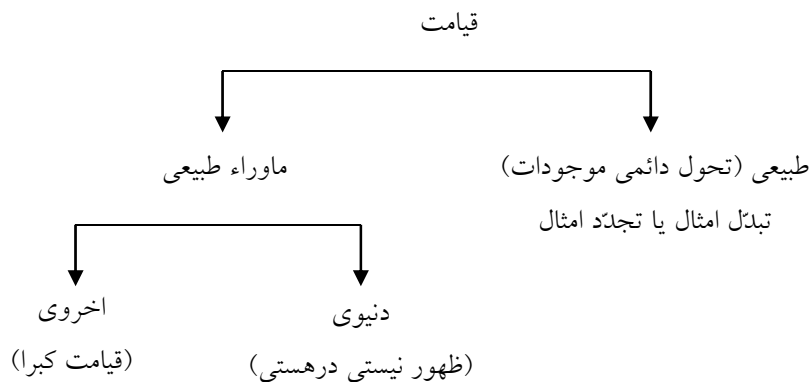 قیامت
طبیعی (تحول دائمی موجودات)
تبدّل امثال یا تجدّد امثال
ماوراء طبیعی
دنیوی
(ظهور نیستی درهستی)
اخروی
(قیامت کبرا)